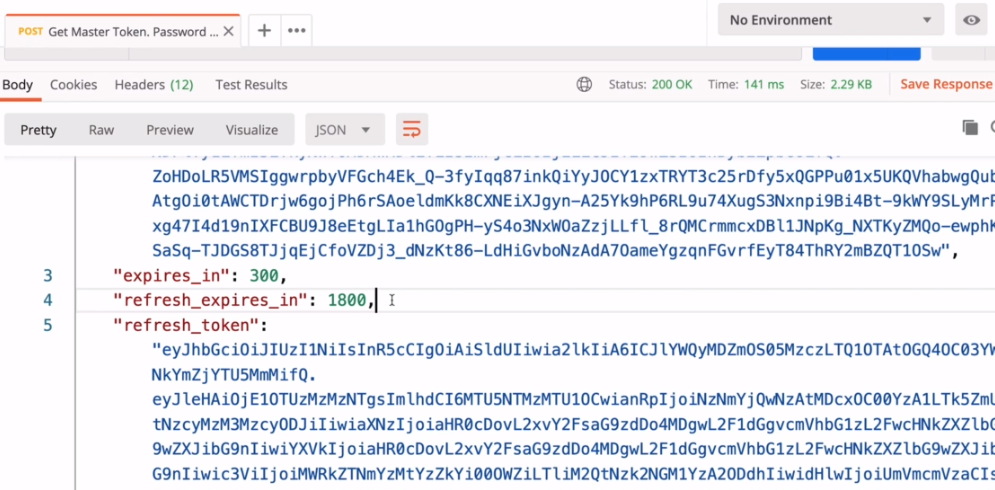 POST Get Master Token. Password ...
No Environment
Body Cookies Headers (12) Test Results Status: 200 OK Time: 141 ms Size: 2.29 KB Save Response
Pretty Raw Preview Visualize JSON
ZoHDoLR5VMSIggwrpbyVFGch4Ek_Q-3fyIqq87inkQiYyJOCY1zxTRYT3c25rDfy5xQGPPu01x5UKQVhabwgQub
AtgOi0tAWCTDrjw6gojPh6rSAoeldmKk8CXNEiXJgyn-A25Yk9hP6RL9u74XugS3Nxnpi9Bi4Bt-9kWY9SLyMrF
xg47I4d19nIXFCBU9J8eEtgLIa1hGOgPH-yS4o3NxWOaZzjLLfl_8rQMCrmmcxDBl1JNpKg_NXTKyZMQo-ewphK
SaSq-TJDGS8TJjqEjCfoVZDj3_dNzKt86-LdHiGvboNzAdA7OameYgzqnFGvrfEyT84ThRY2mBZQT1OSw",
3 "expires_in": 300,
4 "refresh_expires_in": 1800,
5 "refresh_token":
"eyJhbGciOiJIUzI1NiIsInR5cCIgOiAiSldUIiwia2lkIiA6ICJlYWQyMDZmOS05MzczLTQ1OTAtOGQ4OC03YW
NkYmZjYTU5MmMifQ.
eyJleHAiOjE1OTUzMzMzNTgsImlhdCI6MTU5NTMzMTU1OCwianRpIjoiNzNmYjQwNzAtMDcxOC00YzA1LTk5ZmU
tNzcyMzM3MzcyODJiIiwiaXNzIjoiaHR0cDovL2xvY2FsaG9zdDo4MDgwL2F1dGgvcmVhbG1zL2FwcHNkZXZlbG
9wZXJibG9nIiwiYXVkIjoiaHR0cDovL2xvY2FsaG9zdDo4MDgwL2F1dGgvcmVhbG1zL2FwcHNkZXZlbG9wZXJib
G9nIiwic3ViIjoiMWRkZTNmYzMtYzZkYi00OWZiLTliM2QtNzk2NGM1YzA2ODdhIiwidHlwIjoiUmVmcmVzaCIs